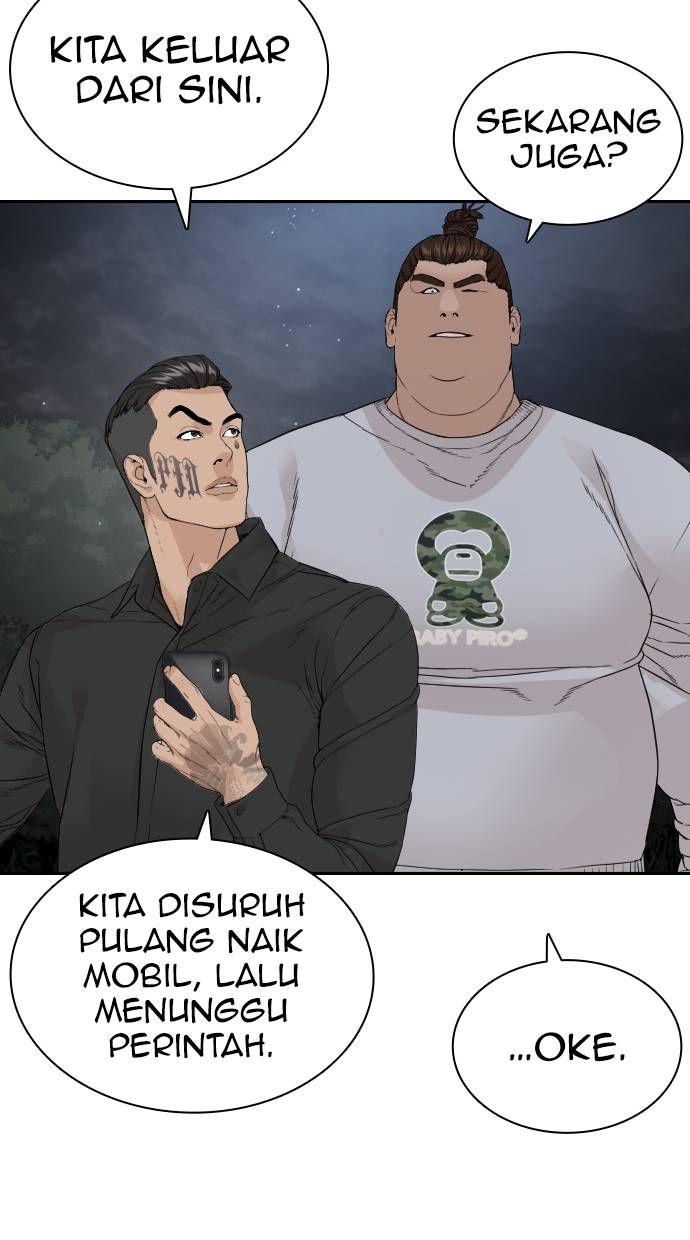 KITA KELUAR
DARI SINI.
SEKARANG
JUGA?
BABY PIRO
KITA DISURUH
PULANG NAIK
MOBIL, LALU
MENUNGGU
PERINTAH.
...OKE.